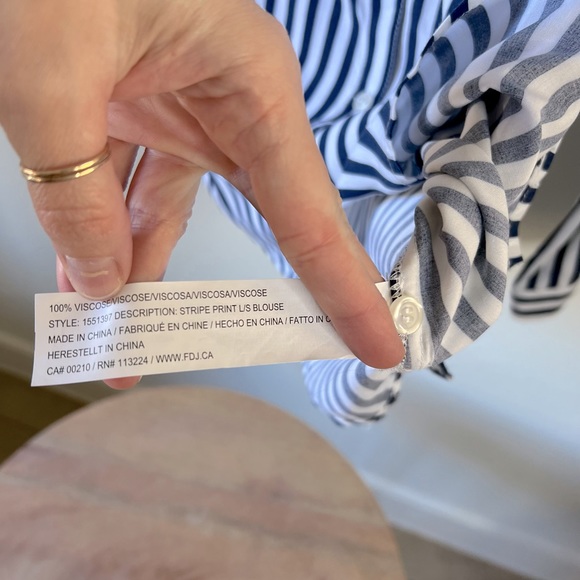 100% VISCOSE/VISCOSE/VISCOSA/VISCOSA/VISCOSE
STYLE: 1551397 DESCRIPTION: STRIPE PRINT L/S BLOUSE
MADE IN CHINA / FABRIQUÉ EN CHINE / HECHO EN CHINA / FATTO IN
HERESTELLT IN CHINA
CA# 00210 / RN# 113224 / WWW.FDJ.CA